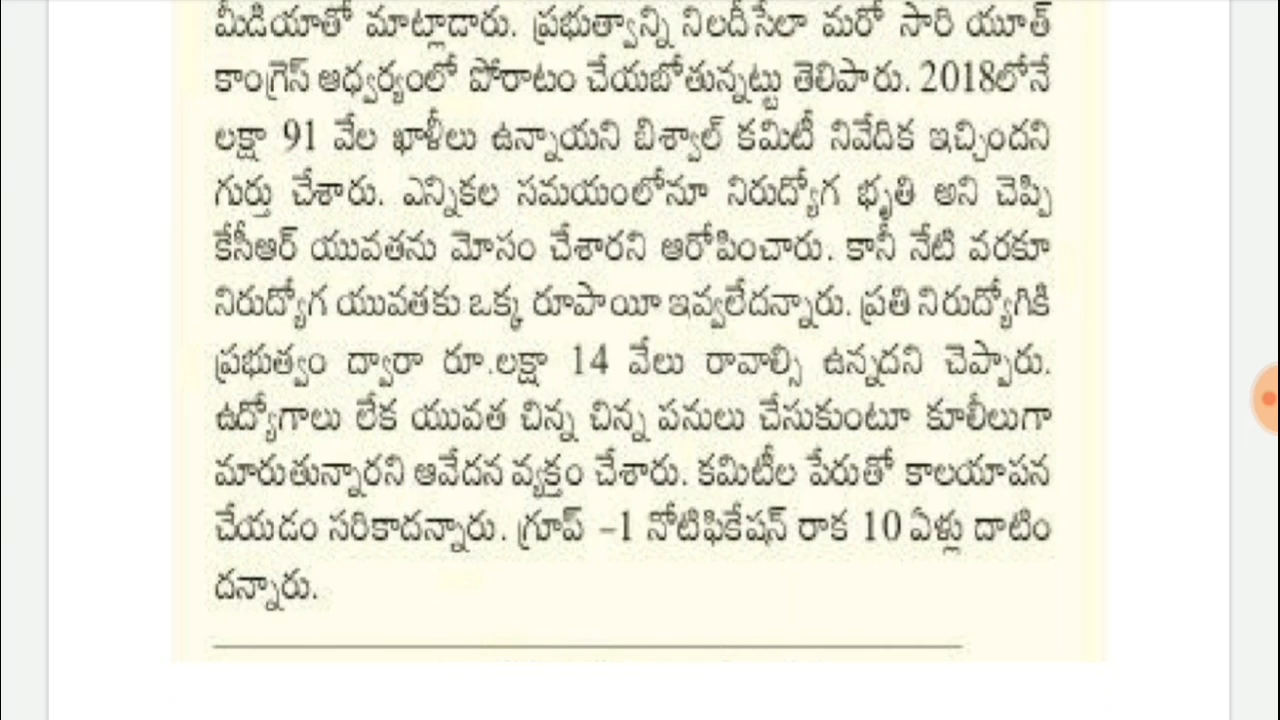 మీడియాతో మాట్లాడారు. ప్రభుత్వాన్ని నిలదీసేలా మరో సారి యూత్
కాంగ్రెస్ ఆధ్వర్యంలో పోరాటం చేయబోతున్నట్టు తెలిపారు. 2018లోనే
లక్షా 91 వేల ఖాళీలు ఉన్నాయని బిశ్వాల్ కమిటీ నివేదిక ఇచ్చిందని
గుర్తు చేశారు. ఎన్నికల సమయంలోనూ నిరుద్యోగ భృతి అని చెప్పి
కేసీఆర్ యువతను మోసం చేశారని ఆరోపించారు. కానీ నేటి వరకూ
నిరుద్యోగ యువతకు ఒక్క రూపాయీ ఇవ్వలేదన్నారు. ప్రతి నిరుద్యోగికి
ప్రభుత్వం ద్వారా రూ.లక్షా 14 వేలు రావాల్సి ఉన్నదని చెప్పారు.
ఉద్యోగాలు లేక యువత చిన్న చిన్న పనులు చేసుకుంటూ కూలీలుగా
మారుతున్నారని ఆవేదన వ్యక్తం చేశారు. కమిటీల పేరుతో కాలయాపన
చేయడం సరికాదన్నారు. గ్రూప్ –1 నోటిఫికేషన్ రాక 10 ఏళ్లు దాటిం
దన్నారు.